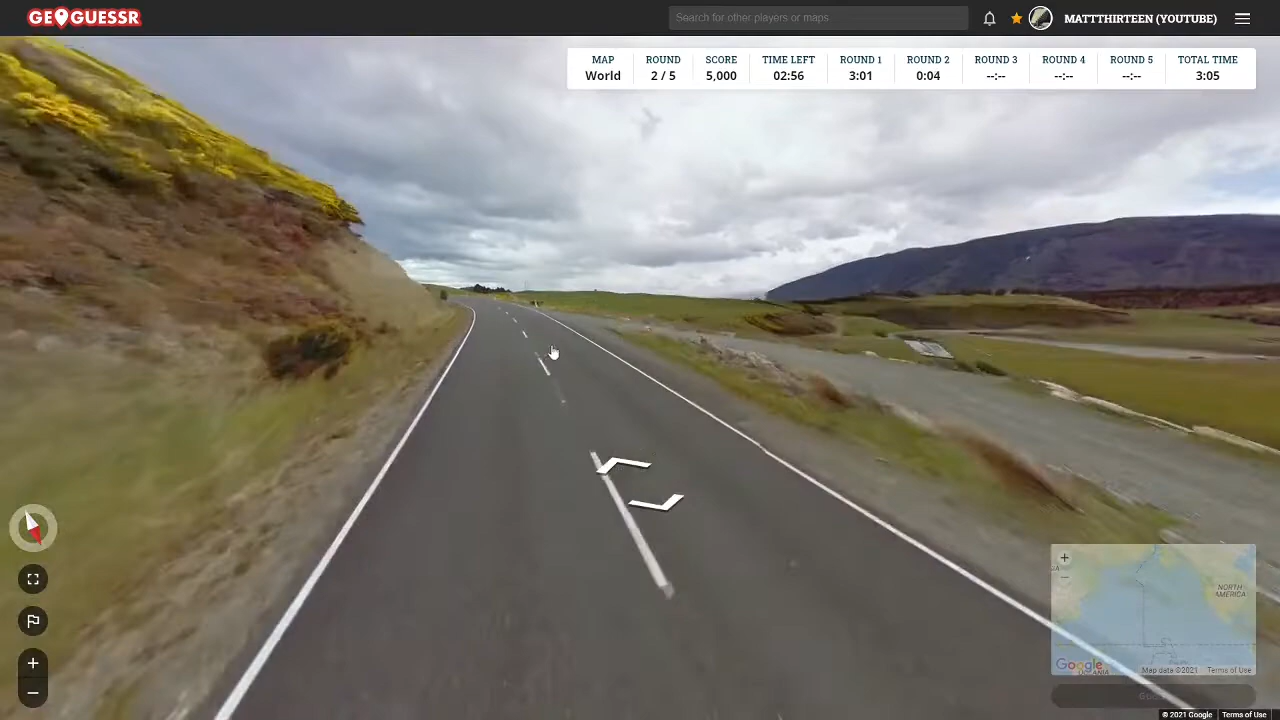 GEOGUESSR
Search for other players or maps
MATTTHIRTEEN (YOUTUBE)
MAP ROUND SCORE TIME LEFT ROUND 1 ROUND 2 ROUND 3 ROUND 4 ROUND 5 TOTAL TIME
World 2 / 5 5,000 02:56 3:01 0:04 --:-- --:-- --:-- 3:05
NORTH
AMERICA
Google
Map data ©2021 Terms of Use
© 2021 Google Terms of Use